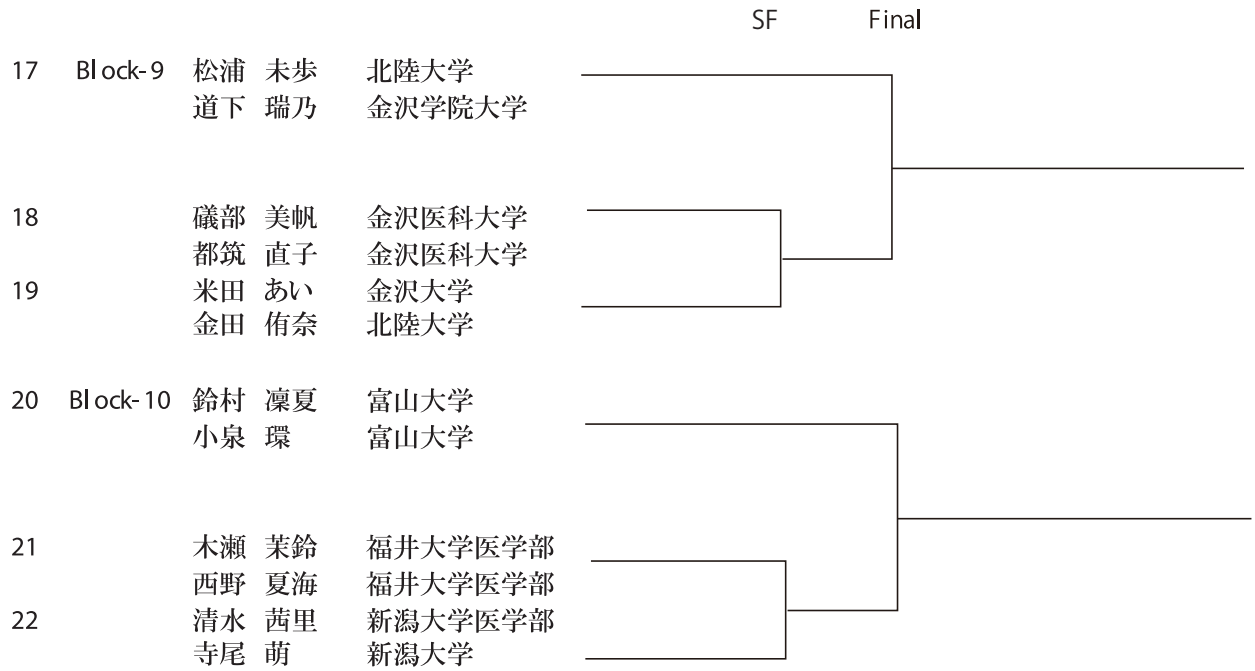 SF Final
17 Block-9 松浦 未歩 北陸大学
道下 瑞乃 金沢学院大学
18 礒部 美帆 金沢医科大学
都筑 直子 金沢医科大学
19 米田 あい 金沢大学
金田 侑奈 北陸大学
20 Block-10 鈴村 凜夏 富山大学
小泉 環 富山大学
21 木瀬 茉鈴 福井大学医学部
西野 夏海 福井大学医学部
22 清水 茜里 新潟大学医学部
寺尾 萌 新潟大学